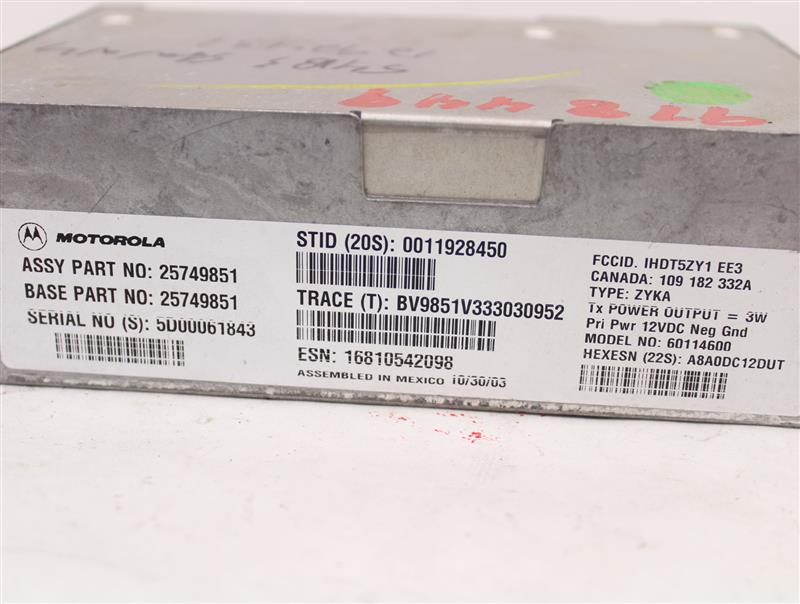 MOTOROLA
ASSY PART NO: 25749851
BASE PART NO: 25749851
SERIAL NO (S): 5D00061843
STID (20S): 0011928450
TRACE (T): BV9851V333030952
ESN: 16810542098
ASSEMBLED IN MEXICO 10/30/03
FCCID. IHDT5ZY1 EE3
CANADA: 109 182 332A
TYPE: ZYKA
Tx POWER OUTPUT = 3W
Pri Pwr 12VDC Neg Gnd
MODEL NO: 60114600
HEXESN (22S): A8A0DC12DUT